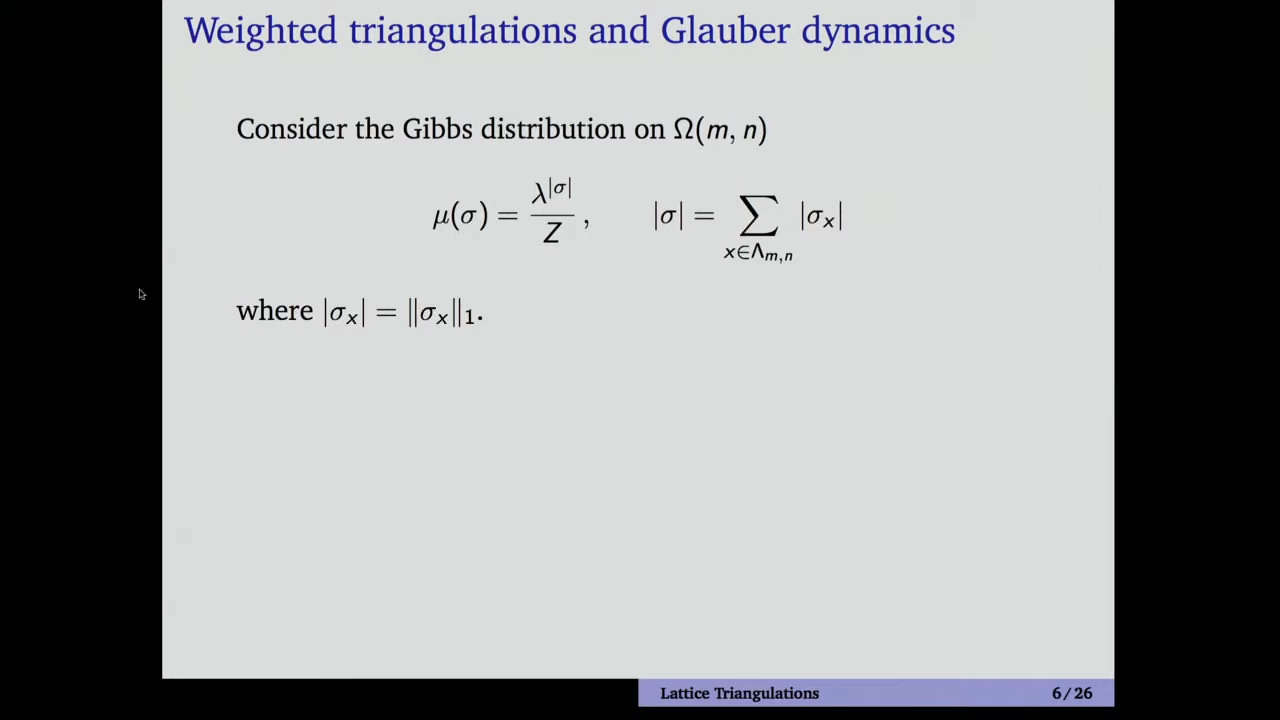 Weighted triangulations and Glauber dynamics
Consider the Gibbs distribution on Ω(m, n)
μ(σ) = λ^{|σ|} / Z ,   |σ| = ∑_{x∈Λ_{m,n}} |σ_x|
where |σ_x| = ‖σ_x‖_1.
Lattice Triangulations 6 / 26